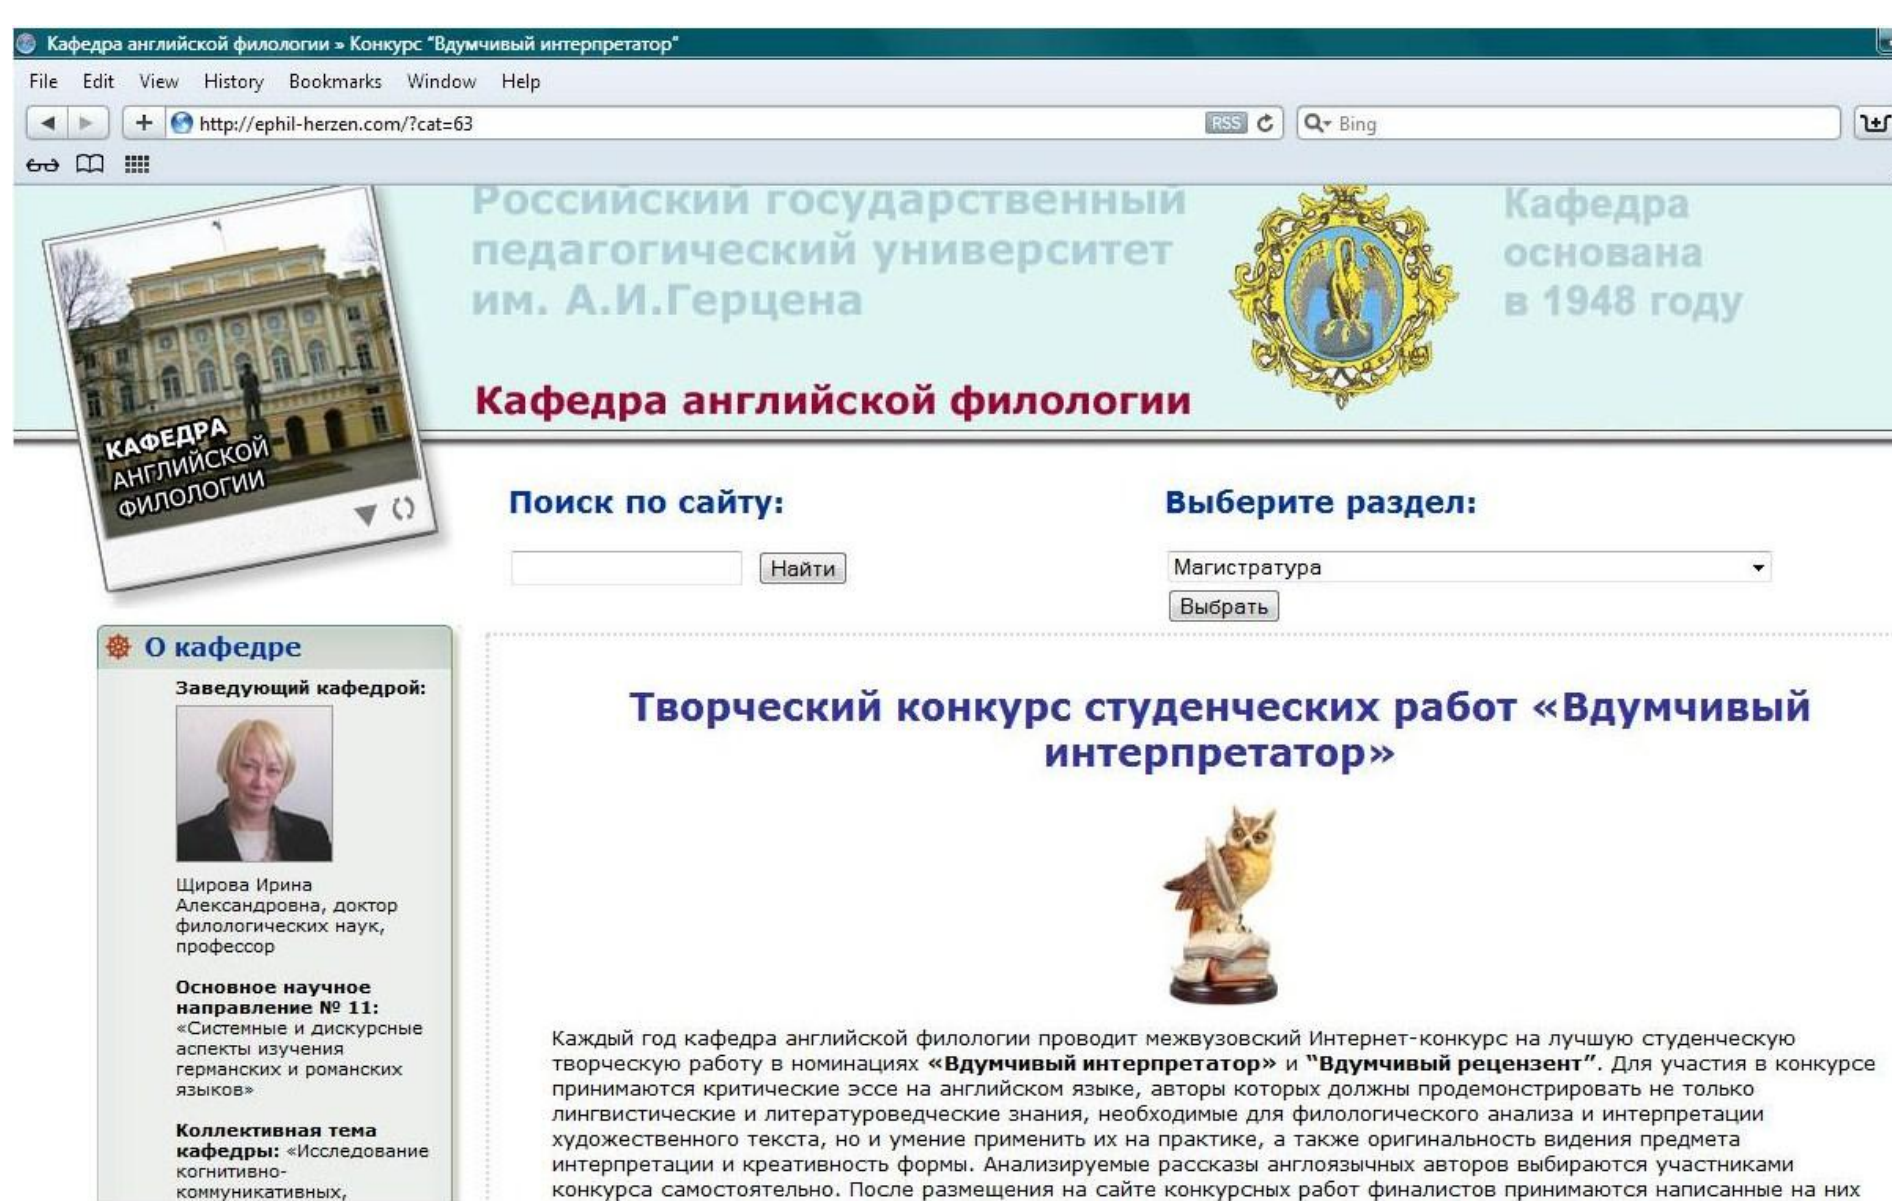 Кафедра английской филологии » Конкурс "Вдумчивый интерпретатор"
File Edit View History Bookmarks Window Help
http://ephil-herzen.com/?cat=63 RSS Bing
Российский государственный
педагогический университет
им. А.И.Герцена
Кафедра
основана
в 1948 году
Кафедра английской филологии
КАФЕДРА
АНГЛИЙСКОЙ
ФИЛОЛОГИИ
Поиск по сайту:
Найти
Выберите раздел:
Магистратура
Выбрать
О кафедре
Заведующий кафедрой:
Щирова Ирина
Александровна, доктор
филологических наук,
профессор
Основное научное
направление № 11:
«Системные и дискурсные
аспекты изучения
германских и романских
языков»
Коллективная тема
кафедры: «Исследование
когнитивно-
коммуникативных,
Творческий конкурс студенческих работ «Вдумчивый
интерпретатор»
Каждый год кафедра английской филологии проводит межвузовский Интернет-конкурс на лучшую студенческую
творческую работу в номинациях «Вдумчивый интерпретатор» и “Вдумчивый рецензент”. Для участия в конкурсе
принимаются критические эссе на английском языке, авторы которых должны продемонстрировать не только
лингвистические и литературоведческие знания, необходимые для филологического анализа и интерпретации
художественного текста, но и умение применить их на практике, а также оригинальность видения предмета
интерпретации и креативность формы. Анализируемые рассказы англоязычных авторов выбираются участниками
конкурса самостоятельно. После размещения на сайте конкурсных работ финалистов принимаются написанные на них